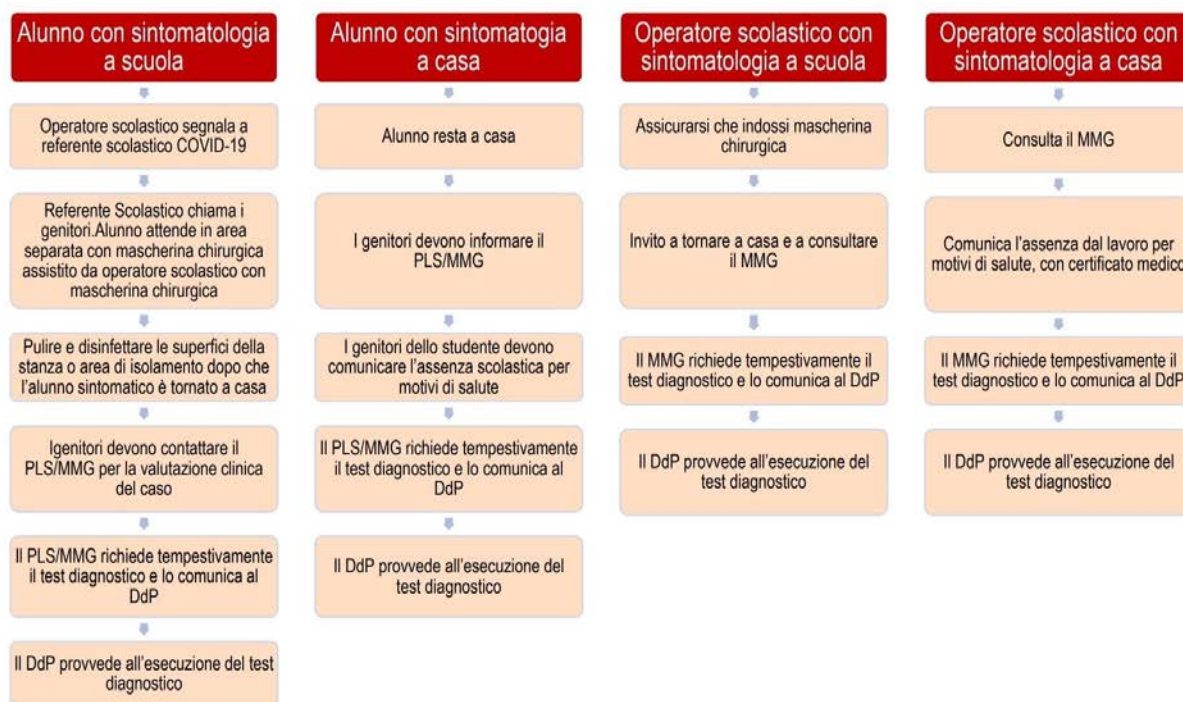 Alunno con sintomatologia
a scuola
Operatore scolastico segnala a
referente scolastico COVID-19
Referente Scolastico chiama i
genitori.Alunno attende in area
separata con mascherina chirurgica
assistito da operatore scolastico con
mascherina chirurgica
Pulire e disinfettare le superfici della
stanza o area di isolamento dopo che
l'alunno sintomatico è tornato a casa
Igenitori devono contattare il
PLS/MMG per la valutazione clinica
del caso
Il PLS/MMG richiede tempestivamente
il test diagnostico e lo comunica al
DdP
Il DdP provvede all'esecuzione del test
diagnostico
Alunno con sintomatogia
a casa
Alunno resta a casa
I genitori devono informare il
PLS/MMG
I genitori dello studente devono
comunicare l'assenza scolastica per
motivi di salute
Il PLS/MMG richiede tempestivamente
il test diagnostico e lo comunica al
DdP
Il DdP provvede all'esecuzione del
test diagnostico
Operatore scolastico con
sintomatologia a scuola
Assicurarsi che indossi mascherina
chirurgica
Invito a tornare a casa e a consultare
il MMG
Il MMG richiede tempestivamente il
test diagnostico e lo comunica al DdP
Il DdP provvede all'esecuzione del
test diagnostico
Operatore scolastico con
sintomatologia a casa
Consulta il MMG
Comunica l'assenza dal lavoro per
motivi di salute, con certificato medico
Il MMG richiede tempestivamente il
test diagnostico e lo comunica al DdP
Il DdP provvede all'esecuzione del
test diagnostico